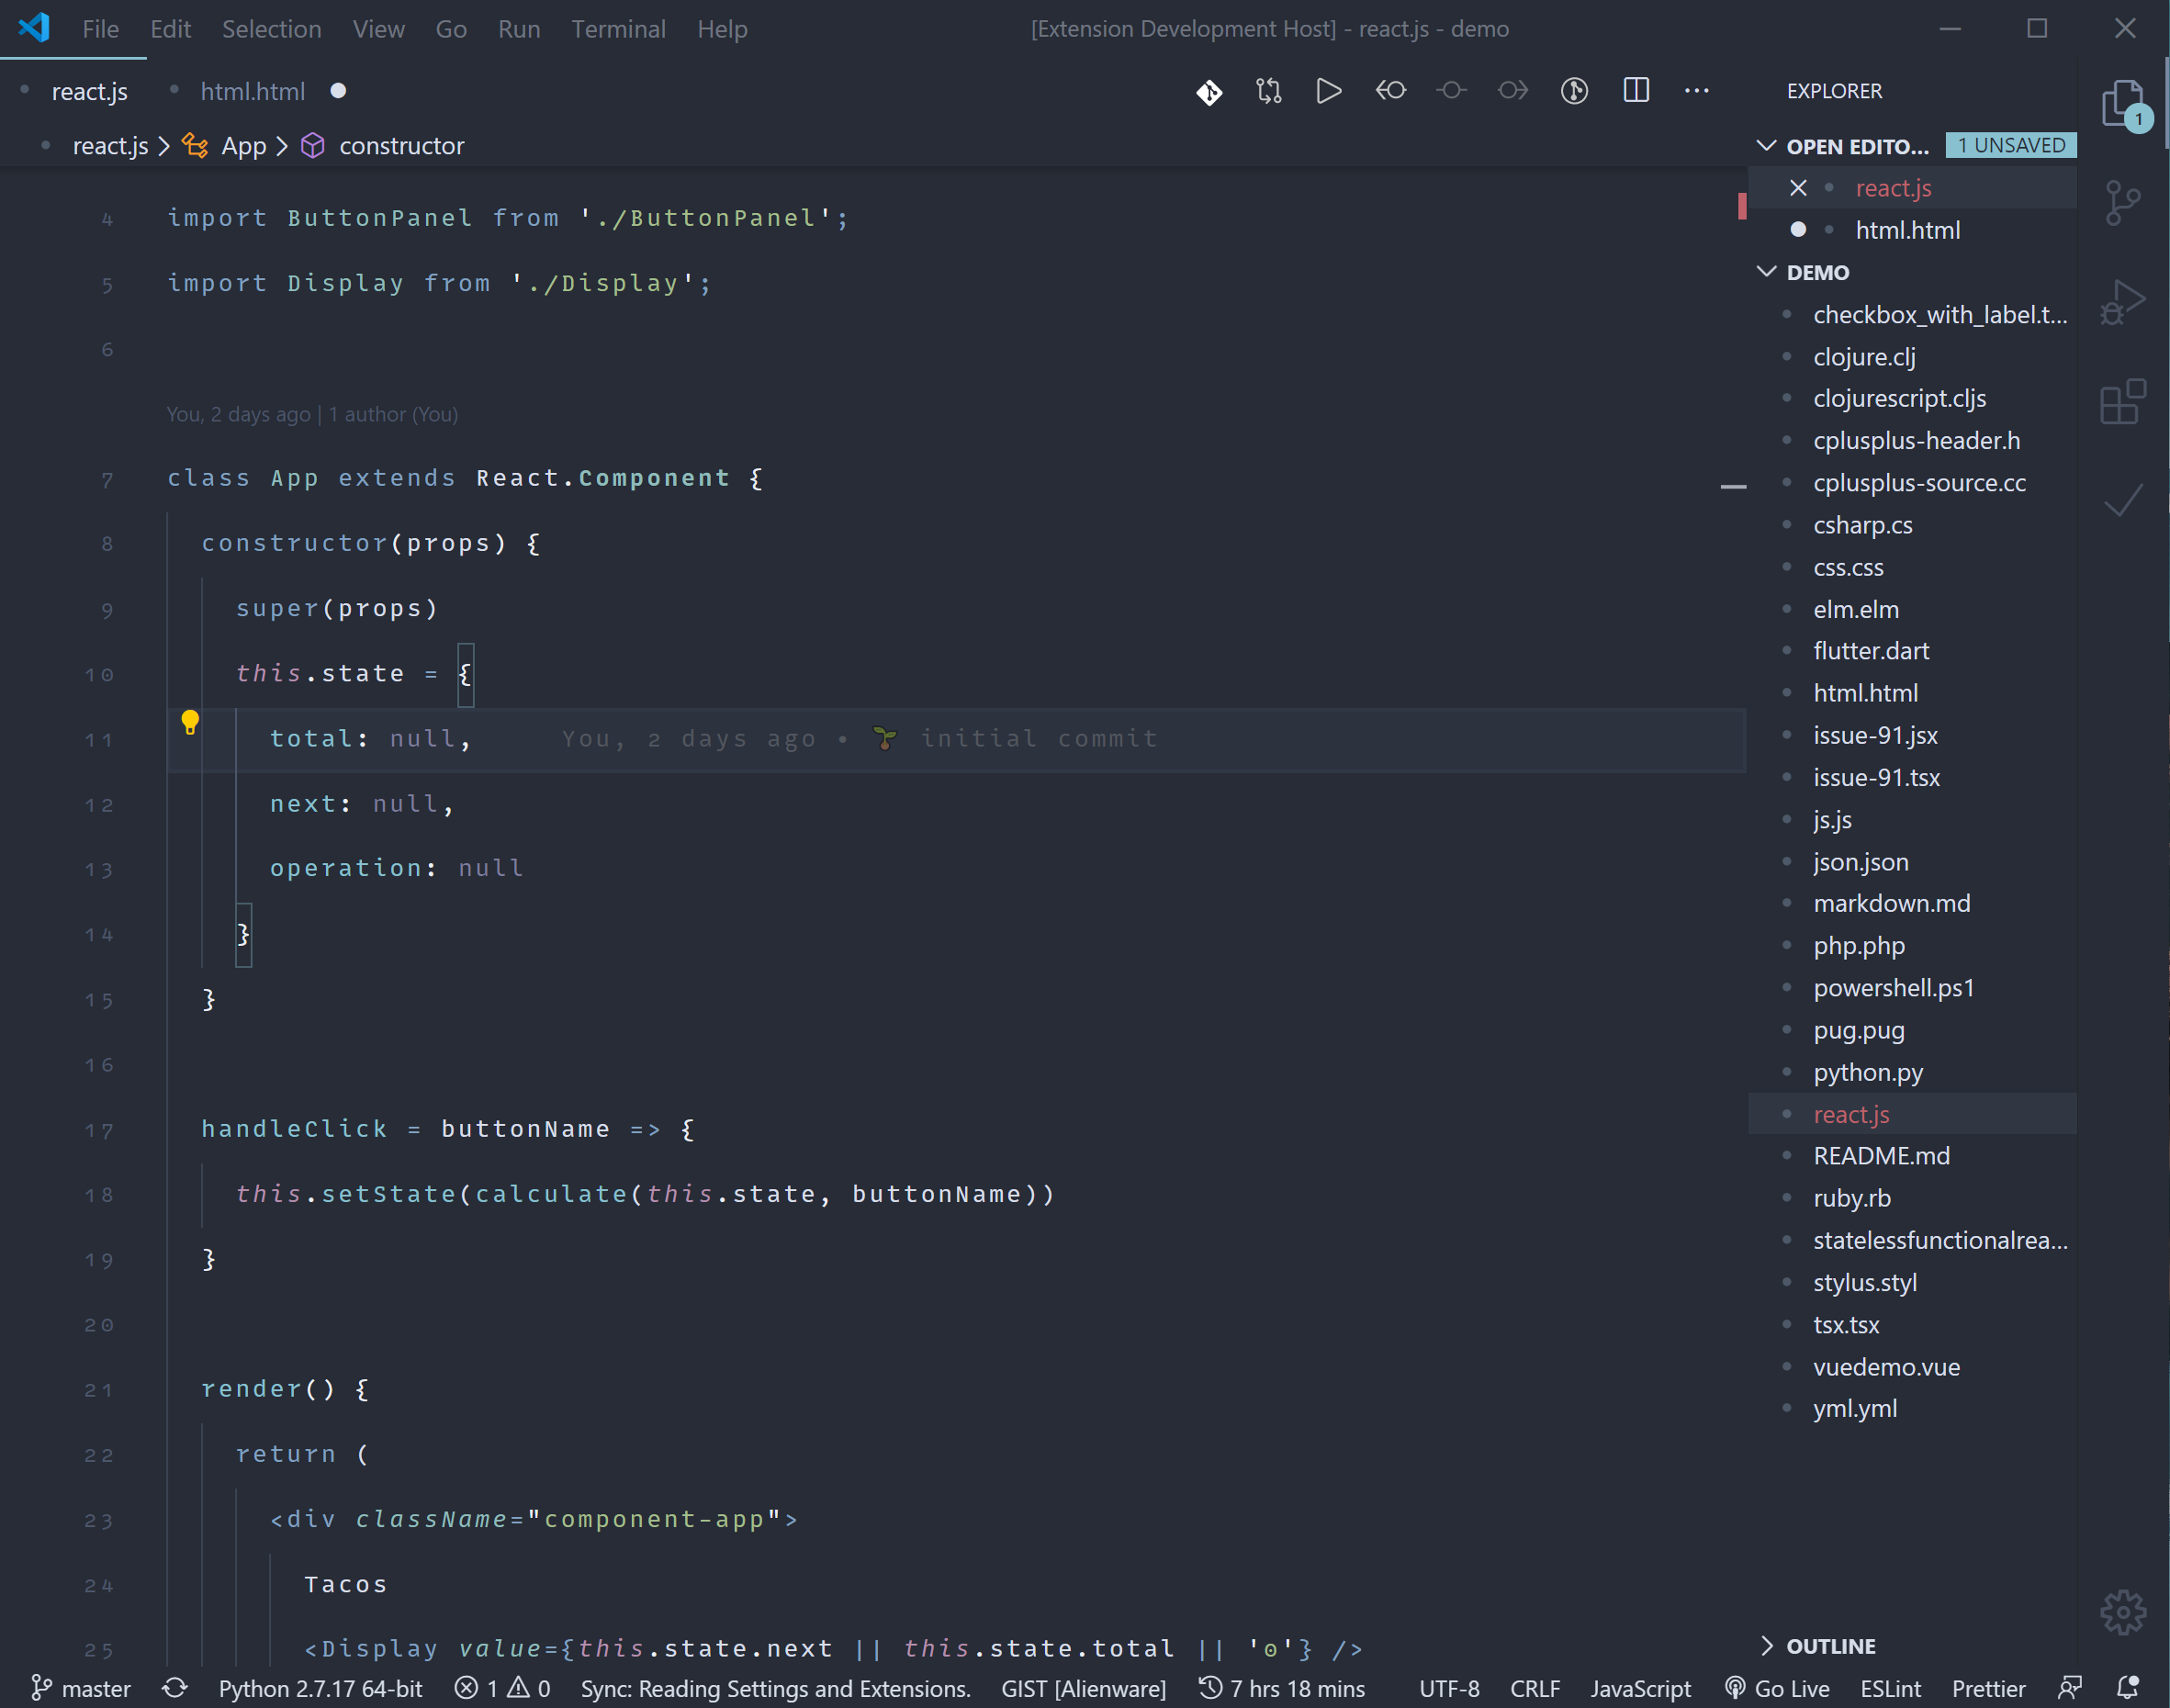 File Edit Selection View Go Run Terminal Help [Extension Development Host] - react.js - demo
react.js html.html
react.js App constructor
4 import ButtonPanel from './ButtonPanel';
5 import Display from './Display';
6
You, 2 days ago | 1 author (You)
7 class App extends React.Component {
8 constructor(props) {
9 super(props)
10 this.state = {
11 total: null, You, 2 days ago • 🌱 initial commit
12 next: null,
13 operation: null
14 }
15 }
16
17 handleClick = buttonName => {
18 this.setState(calculate(this.state, buttonName))
19 }
20
21 render() {
22 return (
23 <div className="component-app">
24 Tacos
25 <Display value={this.state.next || this.state.total || '0'} />
EXPLORER
1
OPEN EDITO... 1 UNSAVED
react.js
html.html
DEMO
checkbox_with_label.t...
clojure.clj
clojurescript.cljs
cplusplus-header.h
cplusplus-source.cc
csharp.cs
css.css
elm.elm
flutter.dart
html.html
issue-91.jsx
issue-91.tsx
js.js
json.json
markdown.md
php.php
powershell.ps1
pug.pug
python.py
react.js
README.md
ruby.rb
statelessfunctionalrea...
stylus.styl
tsx.tsx
vuedemo.vue
yml.yml
OUTLINE
master Python 2.7.17 64-bit 1 0 Sync: Reading Settings and Extensions. GIST [Alienware] 7 hrs 18 mins UTF-8 CRLF JavaScript Go Live ESLint Prettier